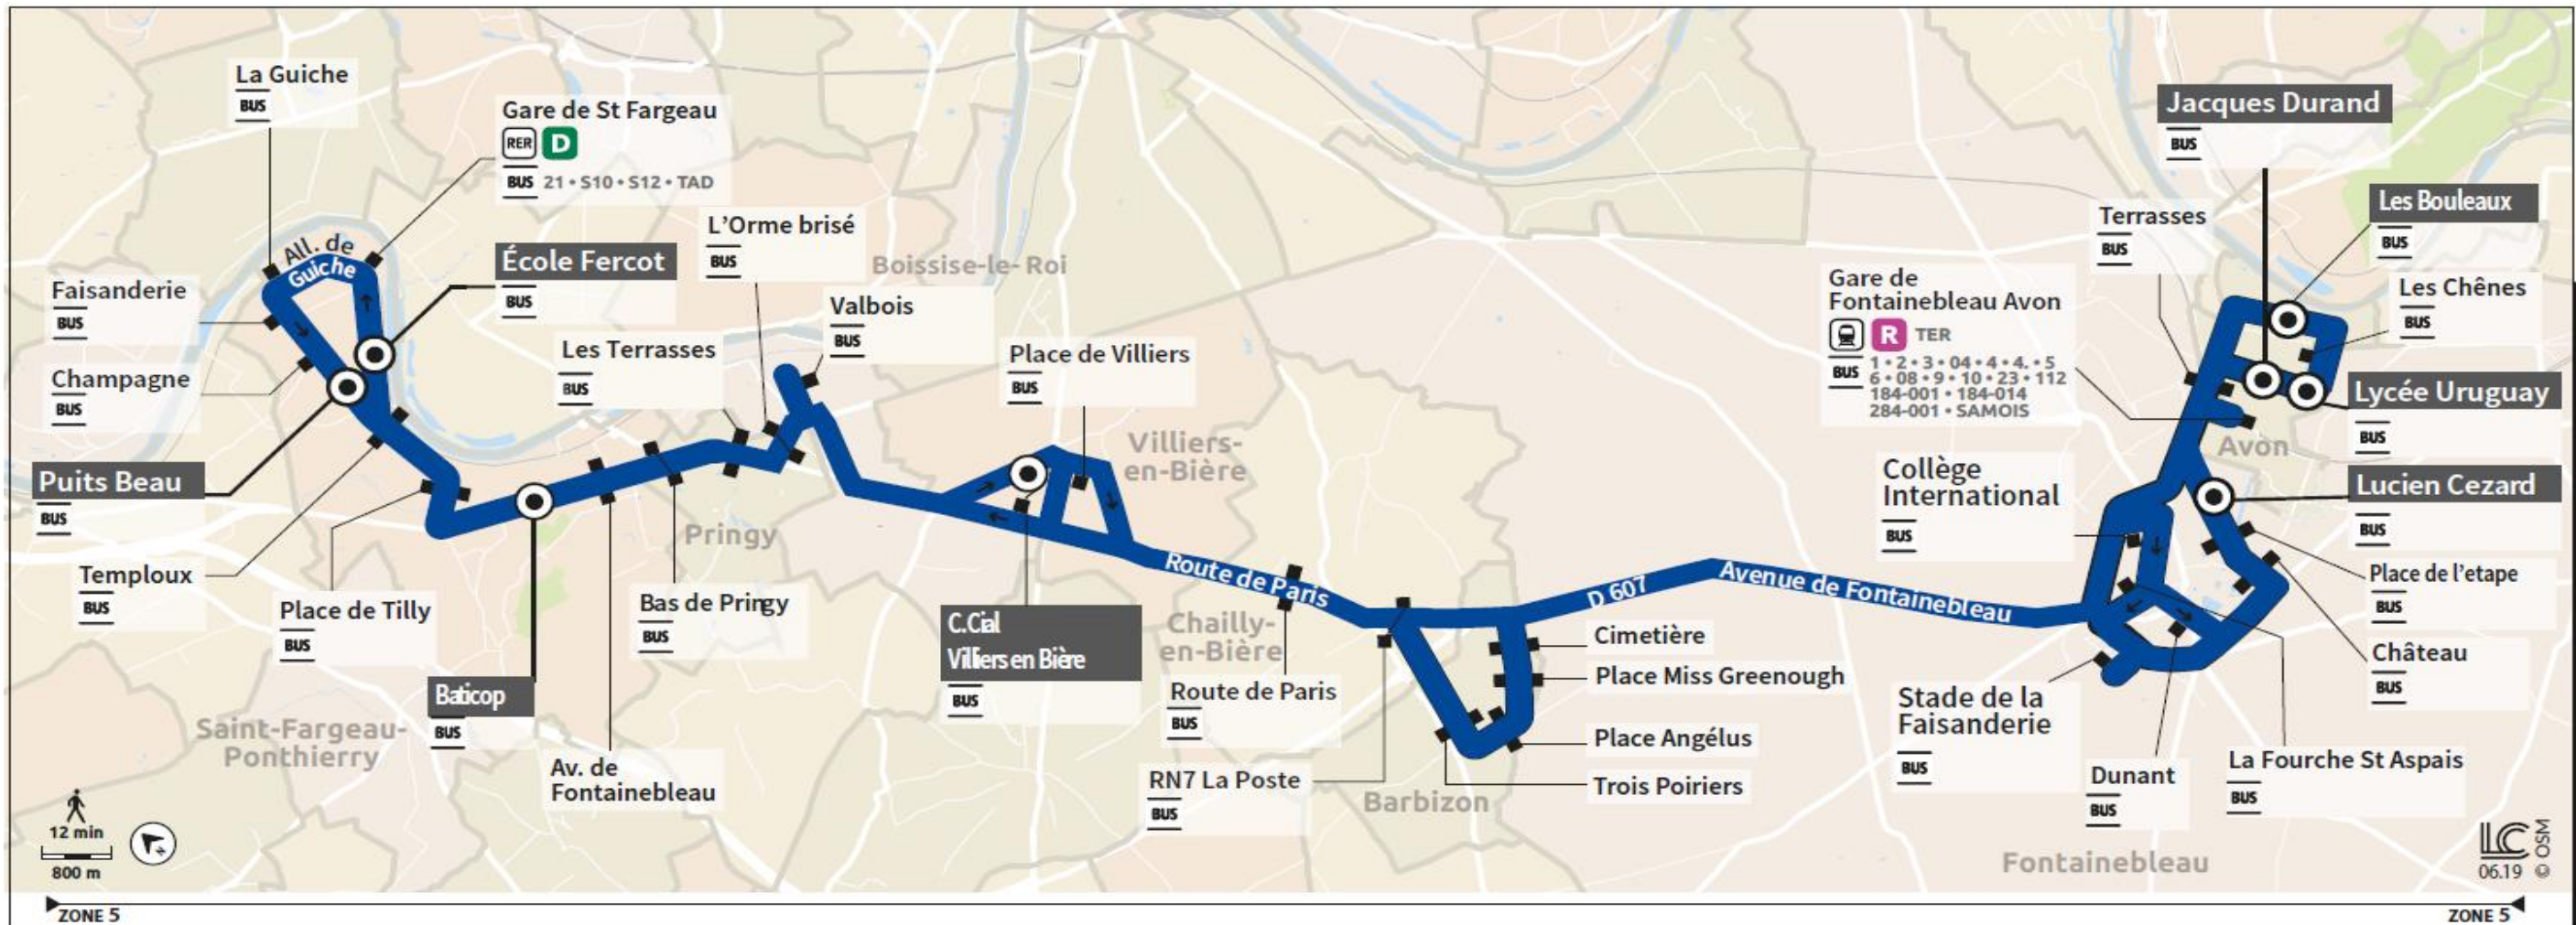 La Guiche
BUS
Gare de St Fargeau
RER D
BUS 21 • S10 • S12 • TAD
All. de
Guiche
Faisanderie
BUS
Champagne
BUS
École Fercot
BUS
Puits Beau
BUS
Temploux
BUS
Place de Tilly
BUS
Saint-Fargeau-
Ponthierry
Baticop
BUS
Les Terrasses
BUS
L'Orme brisé
BUS
Boissise-le- Roi
Valbois
BUS
Av. de
Fontainebleau
Pringy
Bas de Pringy
BUS
Place de Villiers
BUS
Villiers-
en-Bière
C.Cial
Villiers en Bière
BUS
Route de Paris
Chailly-
en-Bière
Route de Paris
BUS
RN7 La Poste
BUS
Barbizon
Cimetière
Place Miss Greenough
Place Angélus
Trois Poiriers
D 607
Avenue de Fontainebleau
Gare de
Fontainebleau Avon
R TER
BUS
1 • 2 • 3 • 04 • 4 • 4. • 5
6 • 08 • 9 • 10 • 23 • 112
184-001 • 184-014
284-001 • SAMOIS
Terrasses
BUS
Jacques Durand
BUS
Les Bouleaux
BUS
Les Chênes
BUS
Lycée Uruguay
BUS
Avon
Lucien Cezard
BUS
Collège
International
BUS
Place de l'etape
BUS
Château
BUS
Stade de la
Faisanderie
BUS
Dunant
BUS
La Fourche St Aspais
BUS
Fontainebleau
12 min
800 m
N
LC
06.19
© OSM
ZONE 5
ZONE 5